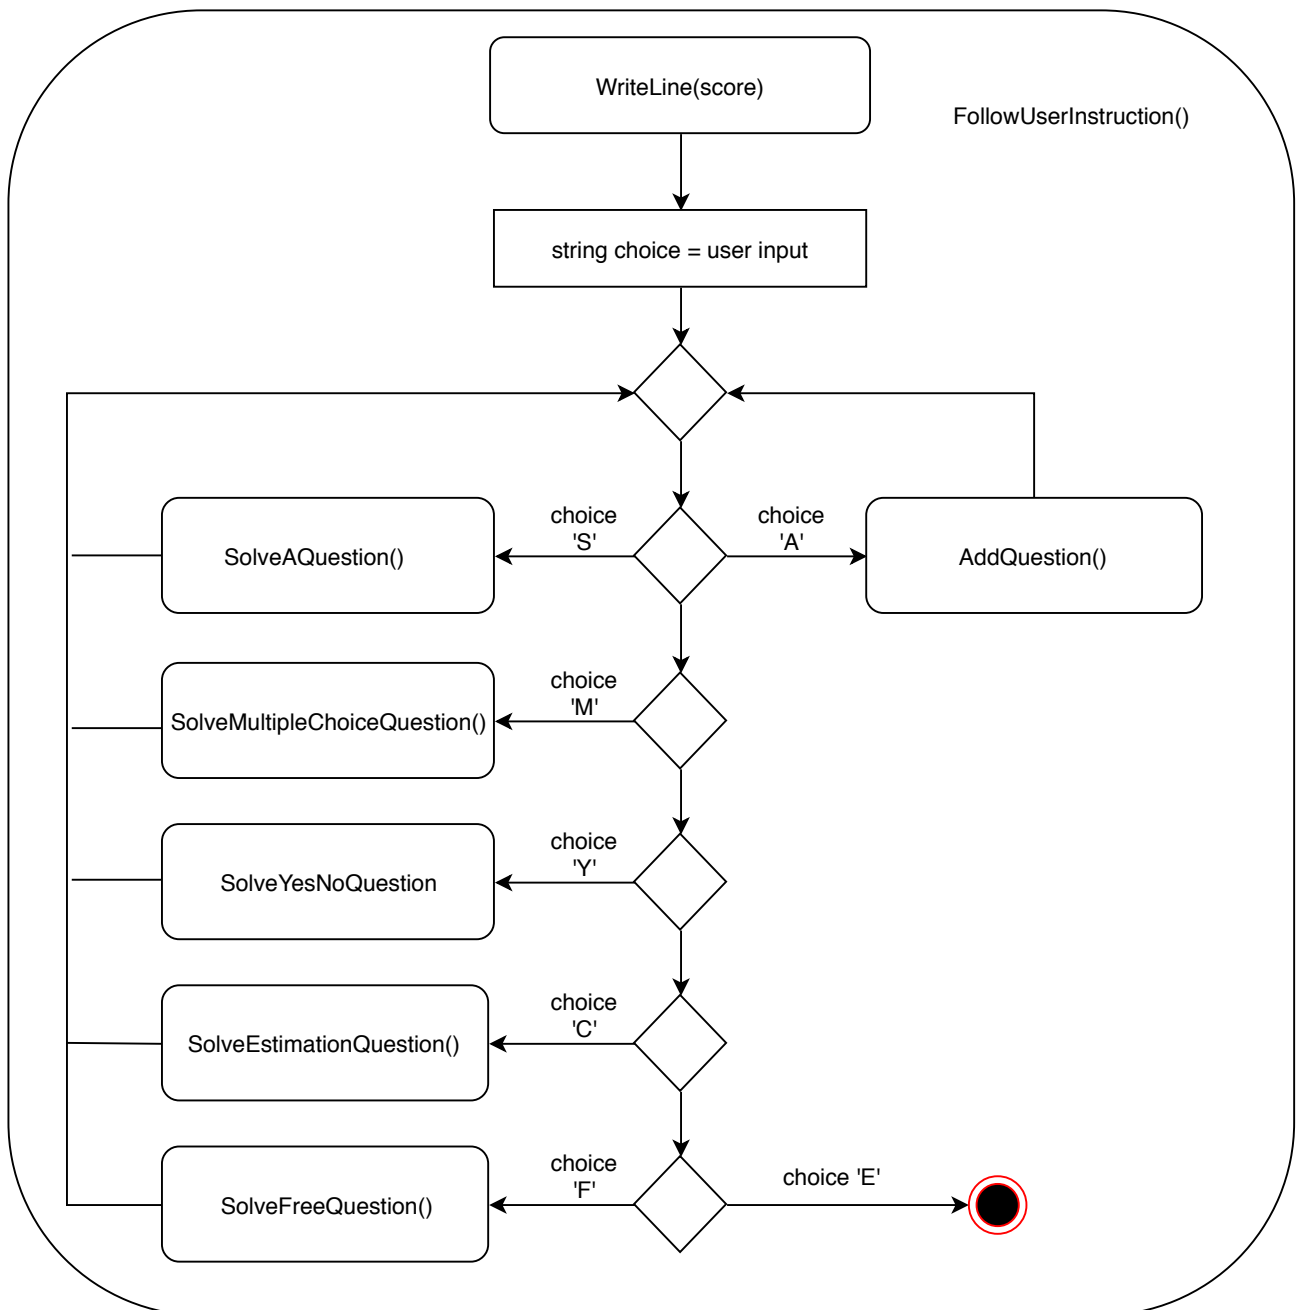 WriteLine(score)
FollowUserInstruction()
string choice = user input
choice
'S'
choice
'A'
SolveAQuestion()
AddQuestion()
choice
'M'
SolveMultipleChoiceQuestion()
choice
'Y'
SolveYesNoQuestion
choice
'C'
SolveEstimationQuestion()
choice
'F'
choice 'E'
SolveFreeQuestion()